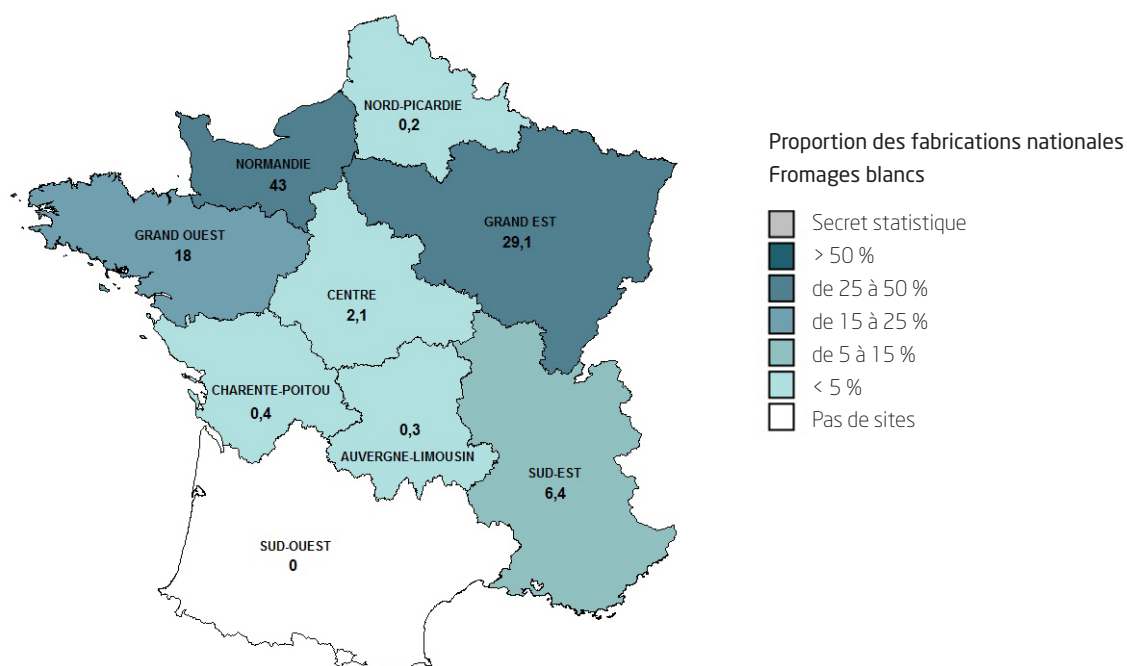 NORD-PICARDIE
0,2
NORMANDIE
43
GRAND EST
29,1
GRAND OUEST
18
CENTRE
2,1
CHARENTE-POITOU
0,4
0,3
AUVERGNE-LIMOUSIN
SUD-EST
6,4
SUD-OUEST
0
Proportion des fabrications nationales
Fromages blancs
Secret statistique
> 50 %
de 25 à 50 %
de 15 à 25 %
de 5 à 15 %
< 5 %
Pas de sites